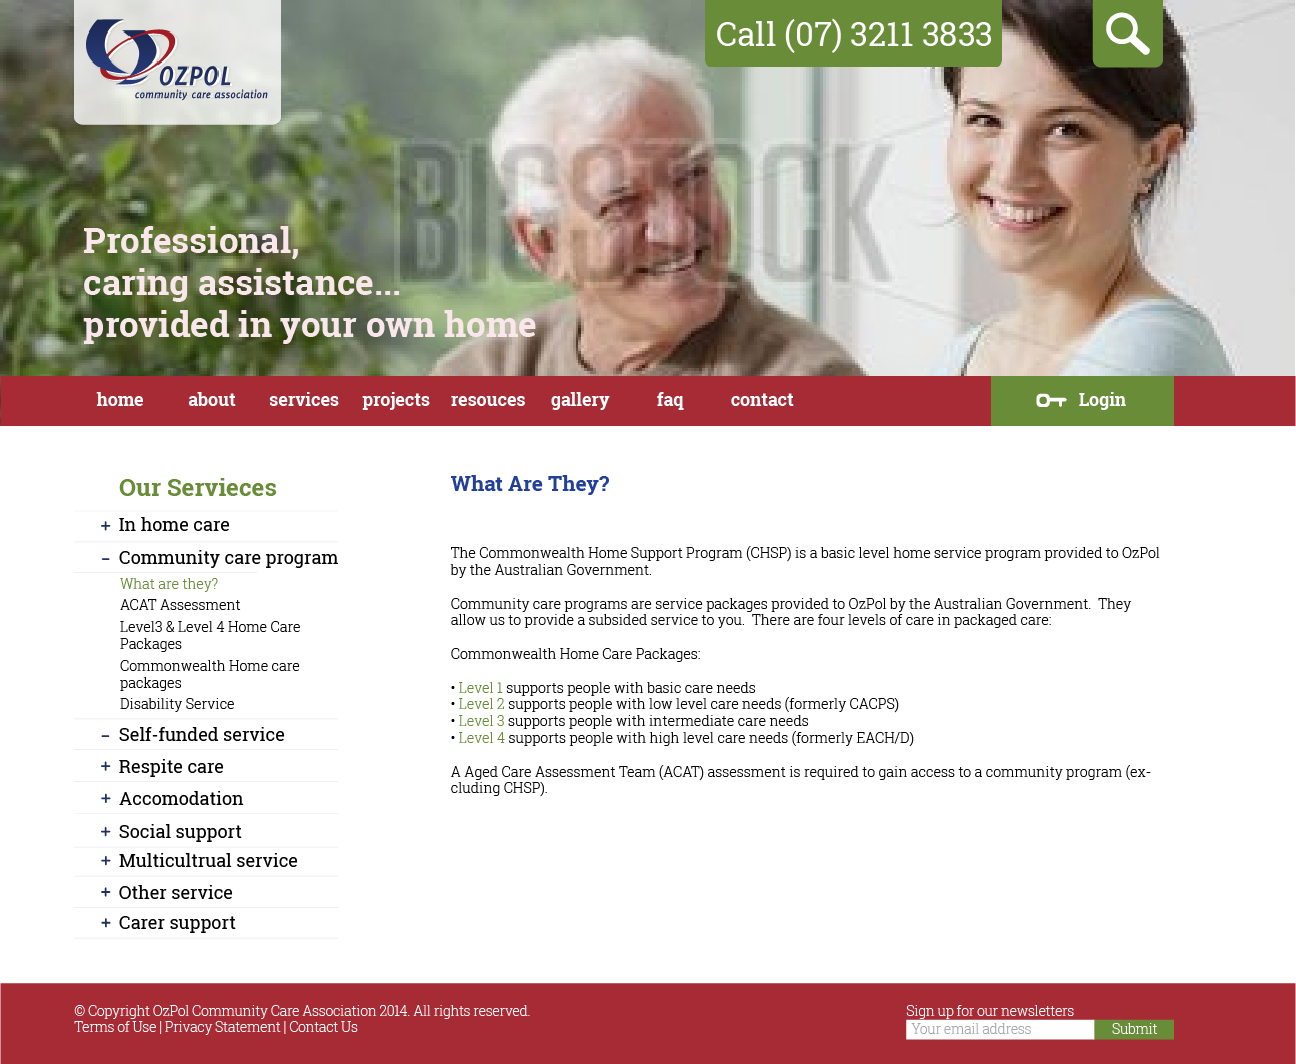 OZPOL
community care association
Call (07) 3211 3833
BIGSTOCK
Professional,
caring assistance...
provided in your own home
home about services projects resouces gallery faq contact Login
Our Servieces
+ In home care
- Community care program
What are they?
ACAT Assessment
Level3 & Level 4 Home Care
Packages
Commonwealth Home care
packages
Disability Service
- Self-funded service
+ Respite care
+ Accomodation
+ Social support
+ Multicultrual service
+ Other service
+ Carer support
What Are They?
The Commonwealth Home Support Program (CHSP) is a basic level home service program provided to OzPol
by the Australian Government.
Community care programs are service packages provided to OzPol by the Australian Government.  They
allow us to provide a subsided service to you.  There are four levels of care in packaged care:
Commonwealth Home Care Packages:
• Level 1 supports people with basic care needs
• Level 2 supports people with low level care needs (formerly CACPS)
• Level 3 supports people with intermediate care needs
• Level 4 supports people with high level care needs (formerly EACH/D)
A Aged Care Assessment Team (ACAT) assessment is required to gain access to a community program (ex-
cluding CHSP).
© Copyright OzPol Community Care Association 2014. All rights reserved.
Terms of Use | Privacy Statement | Contact Us
Sign up for our newsletters
Your email address Submit